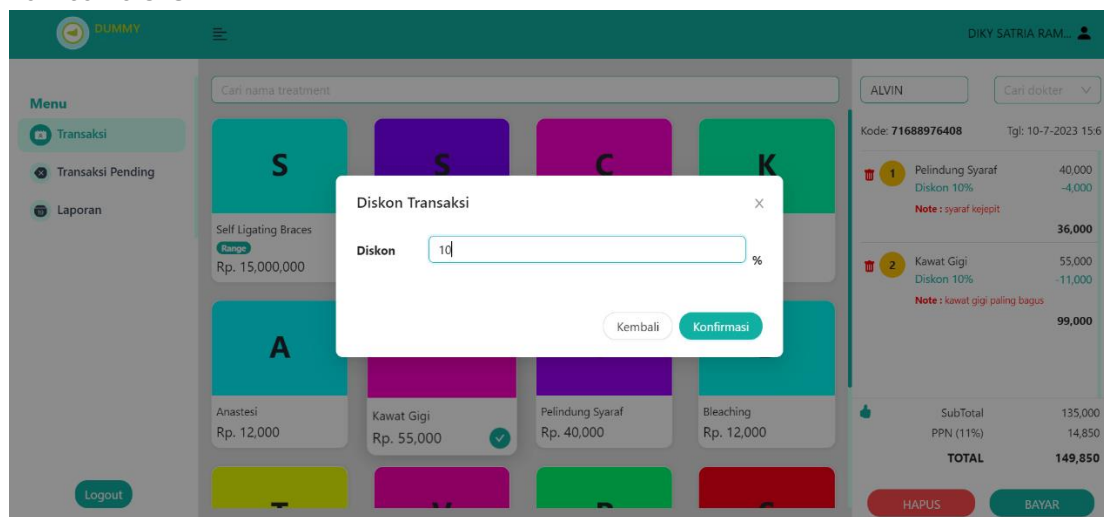 DUMMY
DIKY SATRIA RAM...
Menu
Transaksi
Transaksi Pending
Laporan
Logout
Cari nama treatment
S
S
C
K
Self Ligating Braces
Range
Rp. 15,000,000
A
Anastesi
Rp. 12,000
Kawat Gigi
Rp. 55,000
Pelindung Syaraf
Rp. 40,000
Bleaching
Rp. 12,000
Diskon Transaksi
Diskon
10
%
Kembali
Konfirmasi
ALVIN
Cari dokter
Kode: 71688976408 Tgl: 10-7-2023 15:6
1 Pelindung Syaraf 40,000
Diskon 10% -4,000
Note : syaraf kejepit
36,000
2 Kawat Gigi 55,000
Diskon 10% -11,000
Note : kawat gigi paling bagus
99,000
SubTotal 135,000
PPN (11%) 14,850
TOTAL 149,850
HAPUS
BAYAR